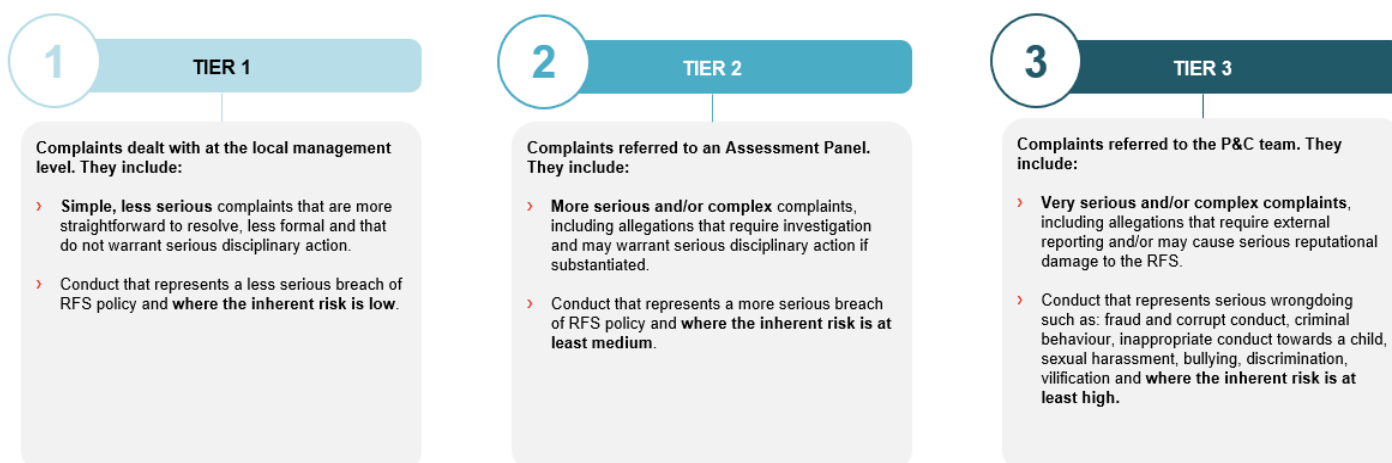 1
TIER 1
Complaints dealt with at the local management
level. They include:
› Simple, less serious complaints that are more
straightforward to resolve, less formal and that
do not warrant serious disciplinary action.
› Conduct that represents a less serious breach of
RFS policy and where the inherent risk is low.
2
TIER 2
Complaints referred to an Assessment Panel.
They include:
› More serious and/or complex complaints,
including allegations that require investigation
and may warrant serious disciplinary action if
substantiated.
› Conduct that represents a more serious breach
of RFS policy and where the inherent risk is at
least medium.
3
TIER 3
Complaints referred to the P&C team. They
include:
› Very serious and/or complex complaints,
including allegations that require external
reporting and/or may cause serious reputational
damage to the RFS.
› Conduct that represents serious wrongdoing
such as: fraud and corrupt conduct, criminal
behaviour, inappropriate conduct towards a child,
sexual harassment, bullying, discrimination,
vilification and where the inherent risk is at
least high.